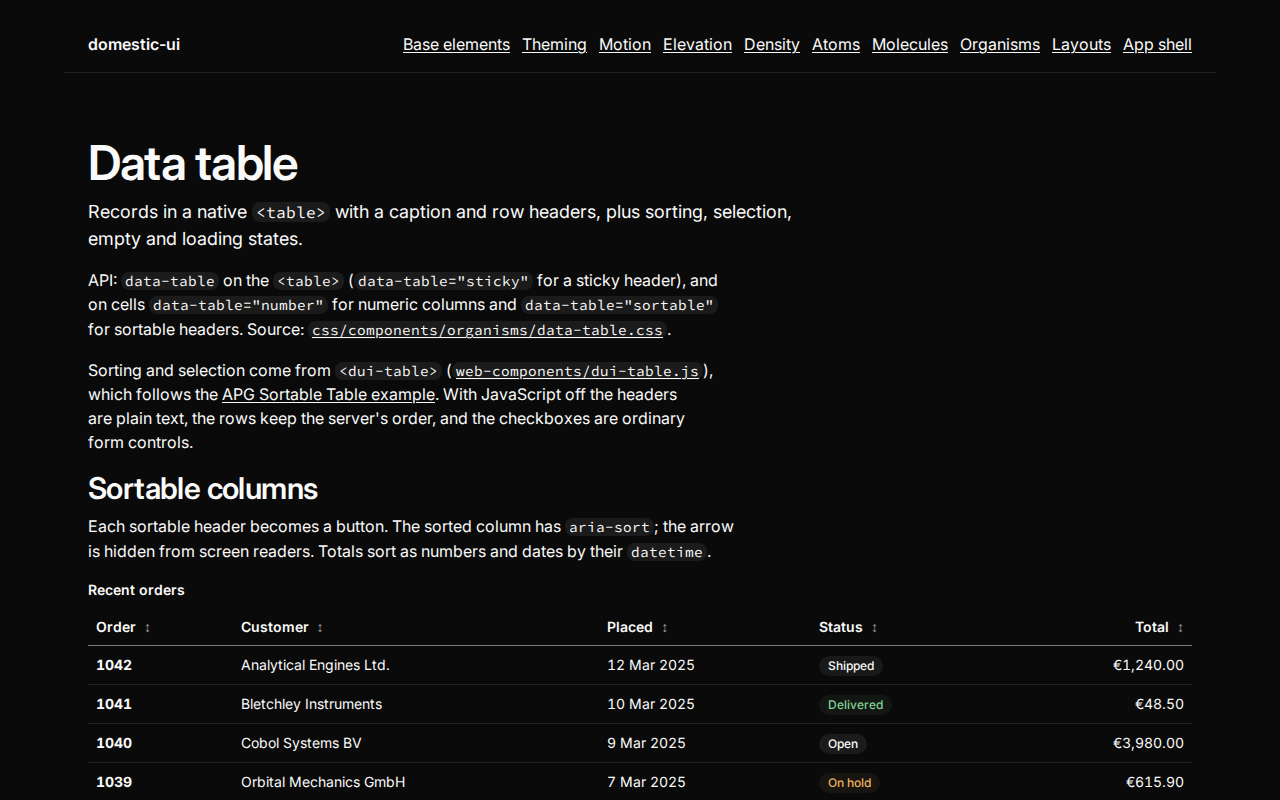 domestic-ui Base elements Theming Motion Elevation Density Atoms Molecules Organisms Layouts App shell
Data table
Records in a native <table> with a caption and row headers, plus sorting, selection,
empty and loading states.
API: data-table on the <table> ( data-table="sticky" for a sticky header), and
on cells data-table="number" for numeric columns and data-table="sortable"
for sortable headers. Source: css/components/organisms/data-table.css.
Sorting and selection come from <dui-table> ( web-components/dui-table.js ),
which follows the APG Sortable Table example. With JavaScript off the headers
are plain text, the rows keep the server's order, and the checkboxes are ordinary
form controls.
Sortable columns
Each sortable header becomes a button. The sorted column has aria-sort; the arrow
is hidden from screen readers. Totals sort as numbers and dates by their datetime.
Recent orders
Order ↕ Customer ↕ Placed ↕ Status ↕ Total ↕
1042 Analytical Engines Ltd. 12 Mar 2025 Shipped €1,240.00
1041 Bletchley Instruments 10 Mar 2025 Delivered €48.50
1040 Cobol Systems BV 9 Mar 2025 Open €3,980.00
1039 Orbital Mechanics GmbH 7 Mar 2025 On hold €615.90